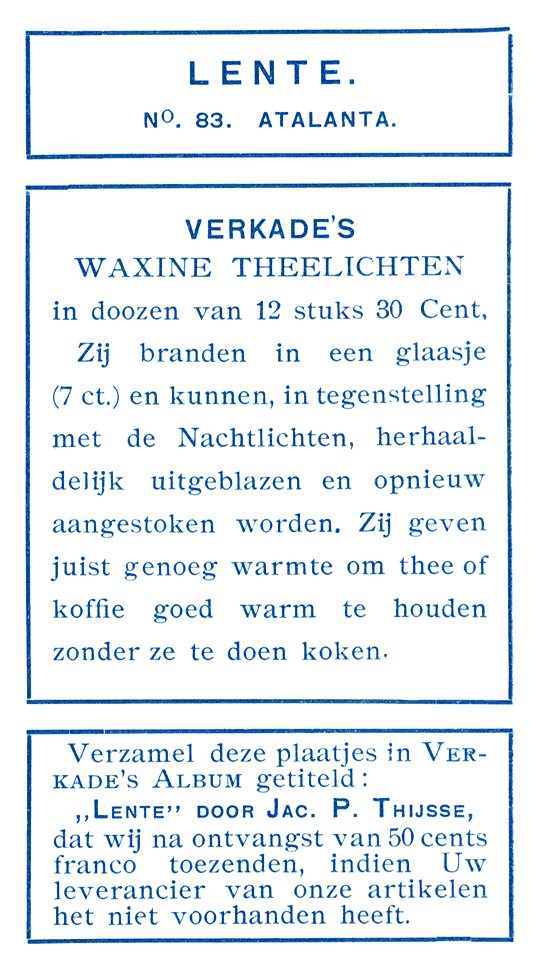 LENTE.
Nº. 83. ATALANTA.
VERKADE'S
WAXINE THEELICHTEN
in doozen van 12 stuks 30 Cent,
Zij branden in een glaasje
(7 ct.) en kunnen, in tegenstelling
met de Nachtlichten, herhaal-
delijk uitgeblazen en opnieuw
aangestoken worden. Zij geven
juist genoeg warmte om thee of
koffie goed warm te houden
zonder ze te doen koken.
Verzamel deze plaatjes in VER-
KADE'S ALBUM getiteld:
„LENTE” DOOR JAC. P. THIJSSE,
dat wij na ontvangst van 50 cents
franco toezenden, indien Uw
leverancier van onze artikelen
het niet voorhanden heeft.